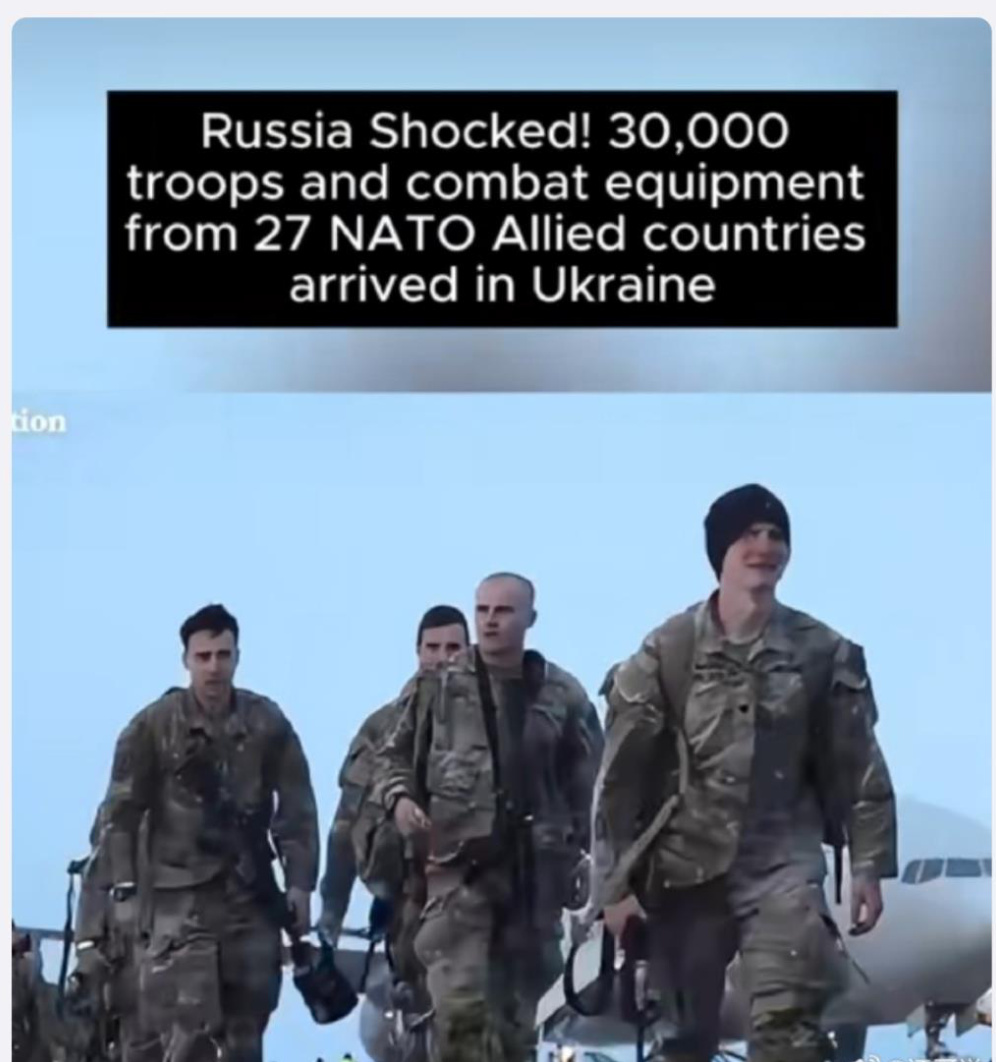 Russia Shocked! 30,000
troops and combat equipment
from 27 NATO Allied countries
arrived in Ukraine
tion